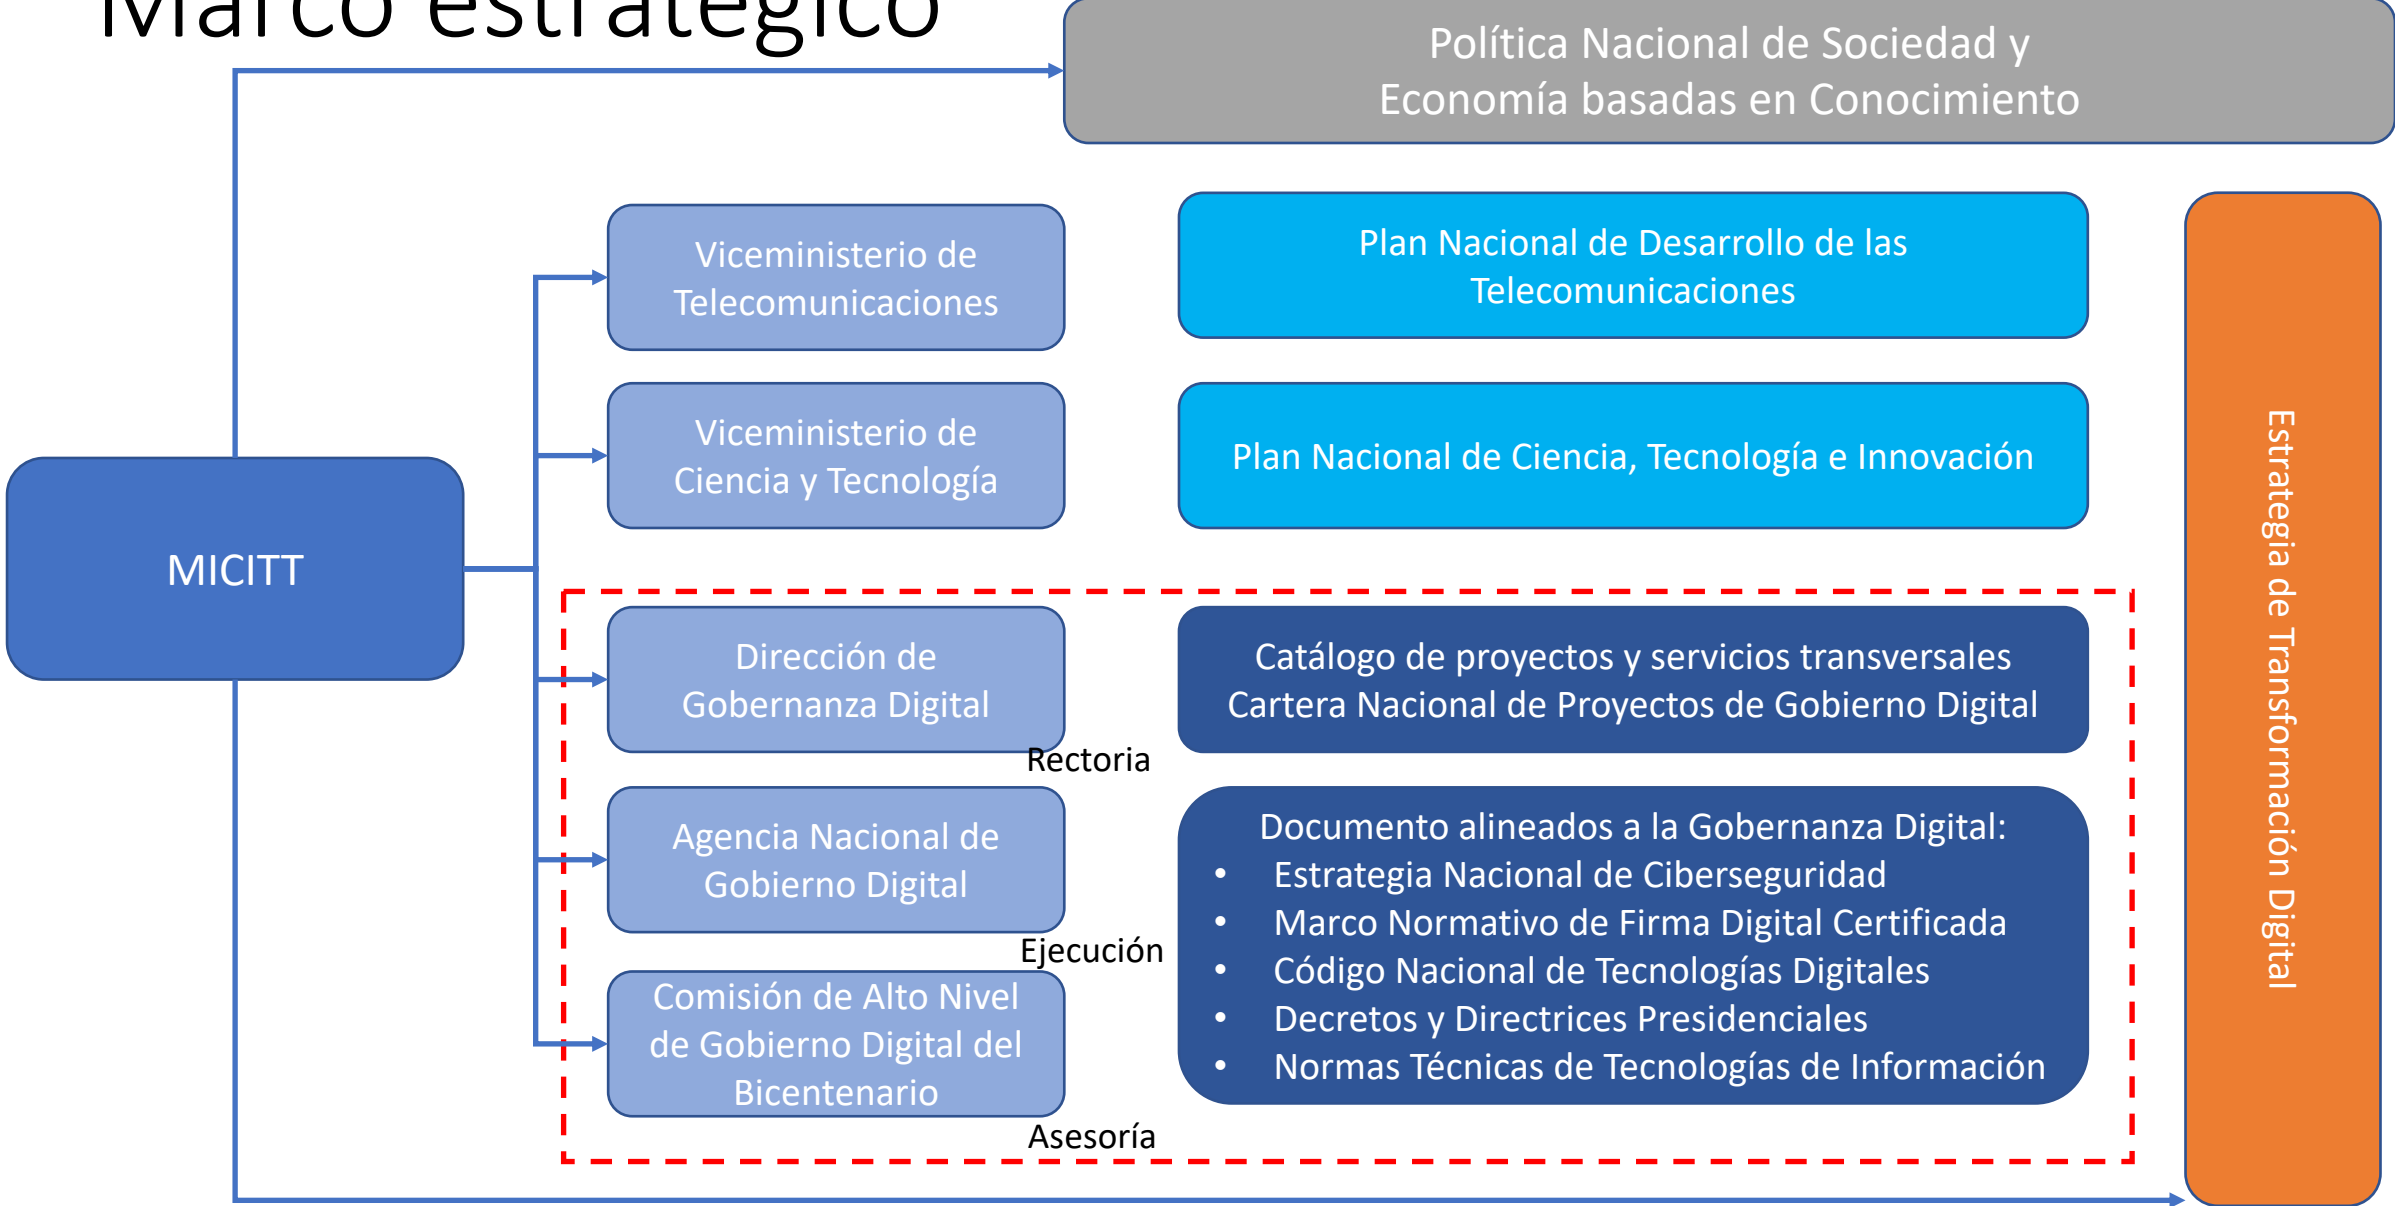 Marco estratégico
Política Nacional de Sociedad y
Economía basadas en Conocimiento
Viceministerio de
Telecomunicaciones
Plan Nacional de Desarrollo de las
Telecomunicaciones
Viceministerio de
Ciencia y Tecnología
Plan Nacional de Ciencia, Tecnología e Innovación
MICITT
Dirección de
Gobernanza Digital
Rectoria
Catálogo de proyectos y servicios transversales
Cartera Nacional de Proyectos de Gobierno Digital
Agencia Nacional de
Gobierno Digital
Ejecución
Comisión de Alto Nivel
de Gobierno Digital del
Bicentenario
Asesoría
Documento alineados a la Gobernanza Digital:
• Estrategia Nacional de Ciberseguridad
• Marco Normativo de Firma Digital Certificada
• Código Nacional de Tecnologías Digitales
• Decretos y Directrices Presidenciales
• Normas Técnicas de Tecnologías de Información
Estrategia de Transformación Digital